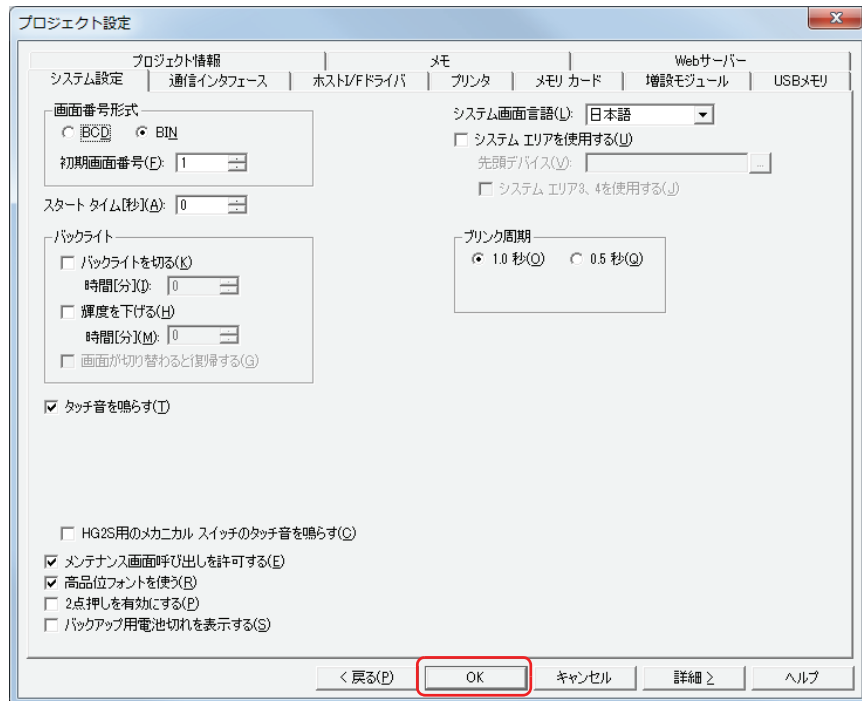 プロジェクト設定
プロジェクト情報 メモ Webサーバー
システム設定 通信インタフェース ホストI/Fドライバ プリンタ メモリ カード 増設モジュール USBメモリ
画面番号形式
BCD BIN
初期画面番号(F): 1
スタート タイム[秒](A): 0
バックライト
バックライトを切る(K)
時間[分](I): 0
輝度を下げる(H)
時間[分](M): 0
画面が切り替わると復帰する(G)
タッチ音を鳴らす(T)
HG2S用のメカニカル スイッチのタッチ音を鳴らす(C)
メンテナンス画面呼び出しを許可する(E)
高品位フォントを使う(R)
2点押しを有効にする(P)
バックアップ用電池切れを表示する(S)
システム画面言語(L): 日本語
システム エリアを使用する(U)
先頭デバイス(V): ...
システム エリア3、4を使用する(J)
ブリンク周期
1.0 秒(O) 0.5 秒(Q)
< 戻る(P) OK キャンセル 詳細 > ヘルプ